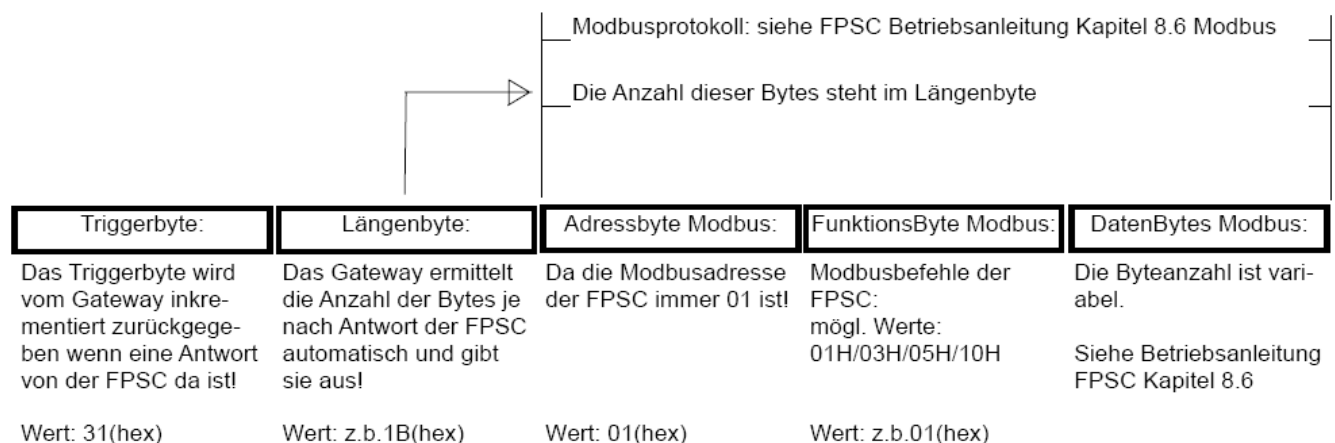 Modbusprotokoll: siehe FPSC Betriebsanleitung Kapitel 8.6 Modbus
Die Anzahl dieser Bytes steht im Längenbyte
Triggerbyte:
Das Triggerbyte wird
vom Gateway inkre-
mentiert zurückgege-
ben wenn eine Antwort
von der FPSC da ist!
Wert: 31(hex)
Längenbyte:
Das Gateway ermittelt
die Anzahl der Bytes je
nach Antwort der FPSC
automatisch und gibt
sie aus!
Wert: z.b.1B(hex)
Adressbyte Modbus:
Da die Modbusadresse
der FPSC immer 01 ist!
Wert: 01(hex)
FunktionsByte Modbus:
Modbusbefehle der
FPSC:
mögl. Werte:
01H/03H/05H/10H
Wert: z.b.01(hex)
DatenBytes Modbus:
Die Byteanzahl ist vari-
abel.
Siehe Betriebsanleitung
FPSC Kapitel 8.6